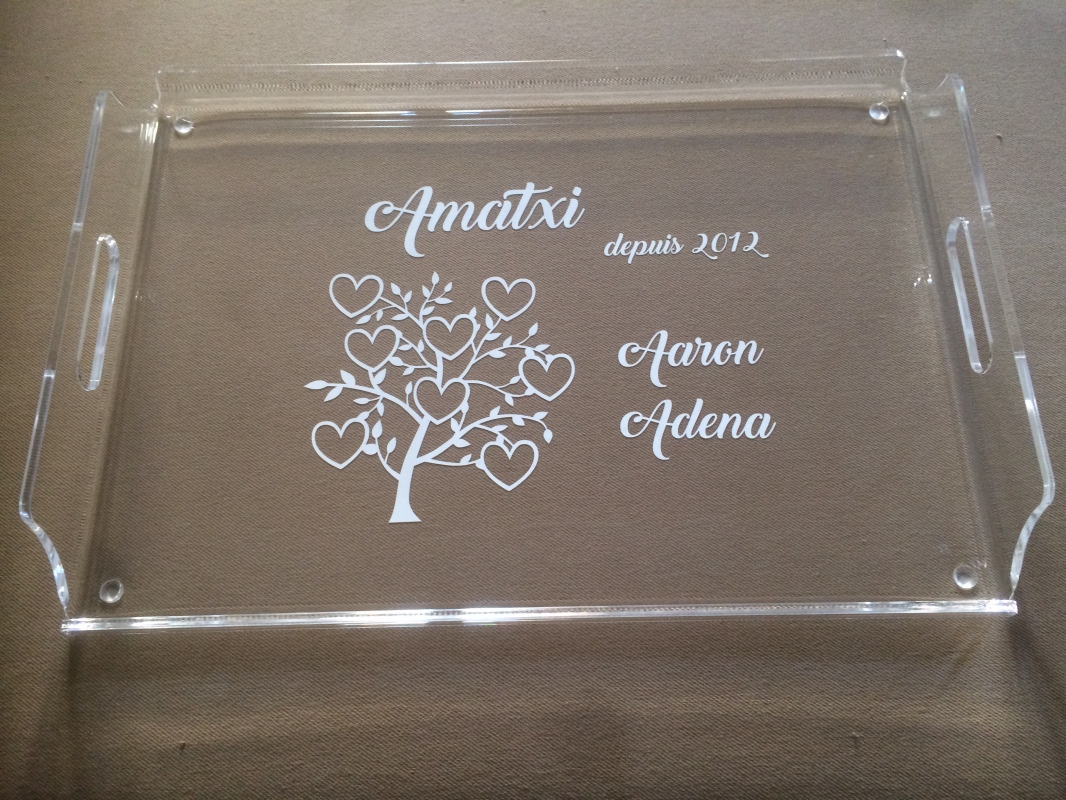 Amatxi
depuis 2012
Aaron
Adena